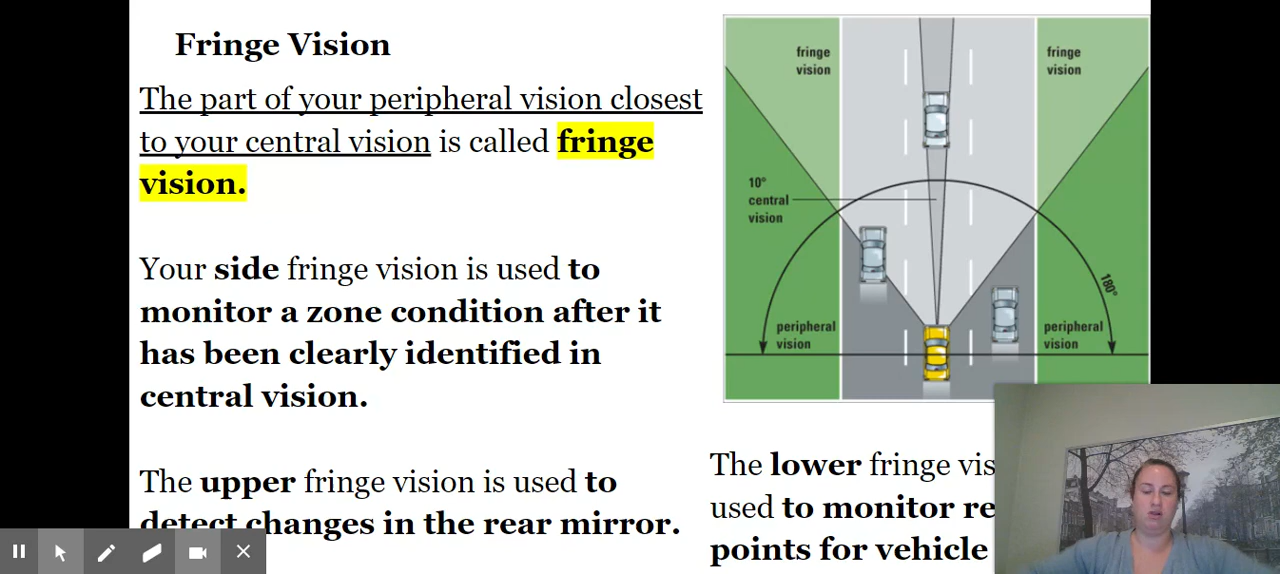 Fringe Vision
The part of your peripheral vision closest
to your central vision is called fringe
vision.
Your side fringe vision is used to
monitor a zone condition after it
has been clearly identified in
central vision.
The upper fringe vision is used to
detect changes in the rear mirror.
fringe
vision
fringe
vision
10°
central
vision
180°
peripheral
vision
peripheral
vision
The lower fringe vis
used to monitor re
points for vehicle